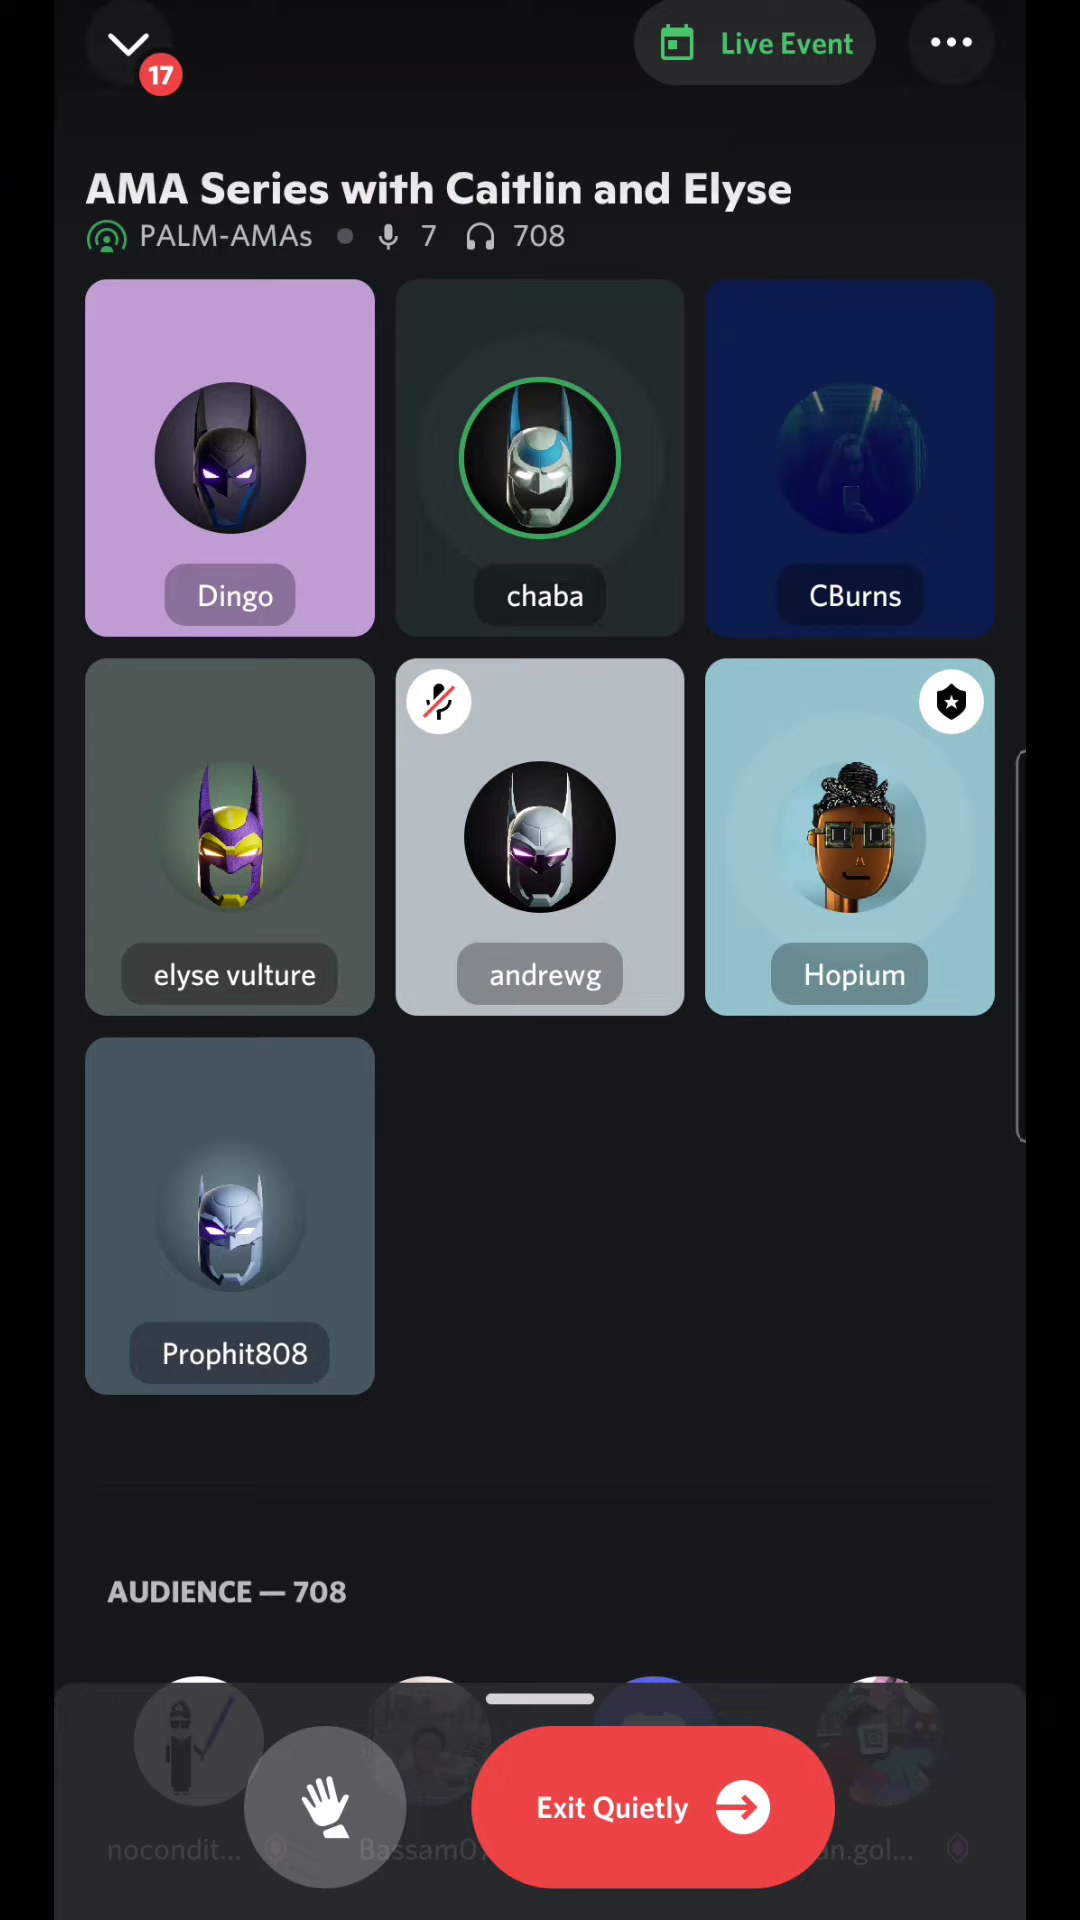 17
Live Event
AMA Series with Caitlin and Elyse
PALM-AMAs 7 708
Dingo
chaba
CBurns
elyse vulture
andrewg
Hopium
Prophit808
AUDIENCE — 708
Exit Quietly
nocondit...